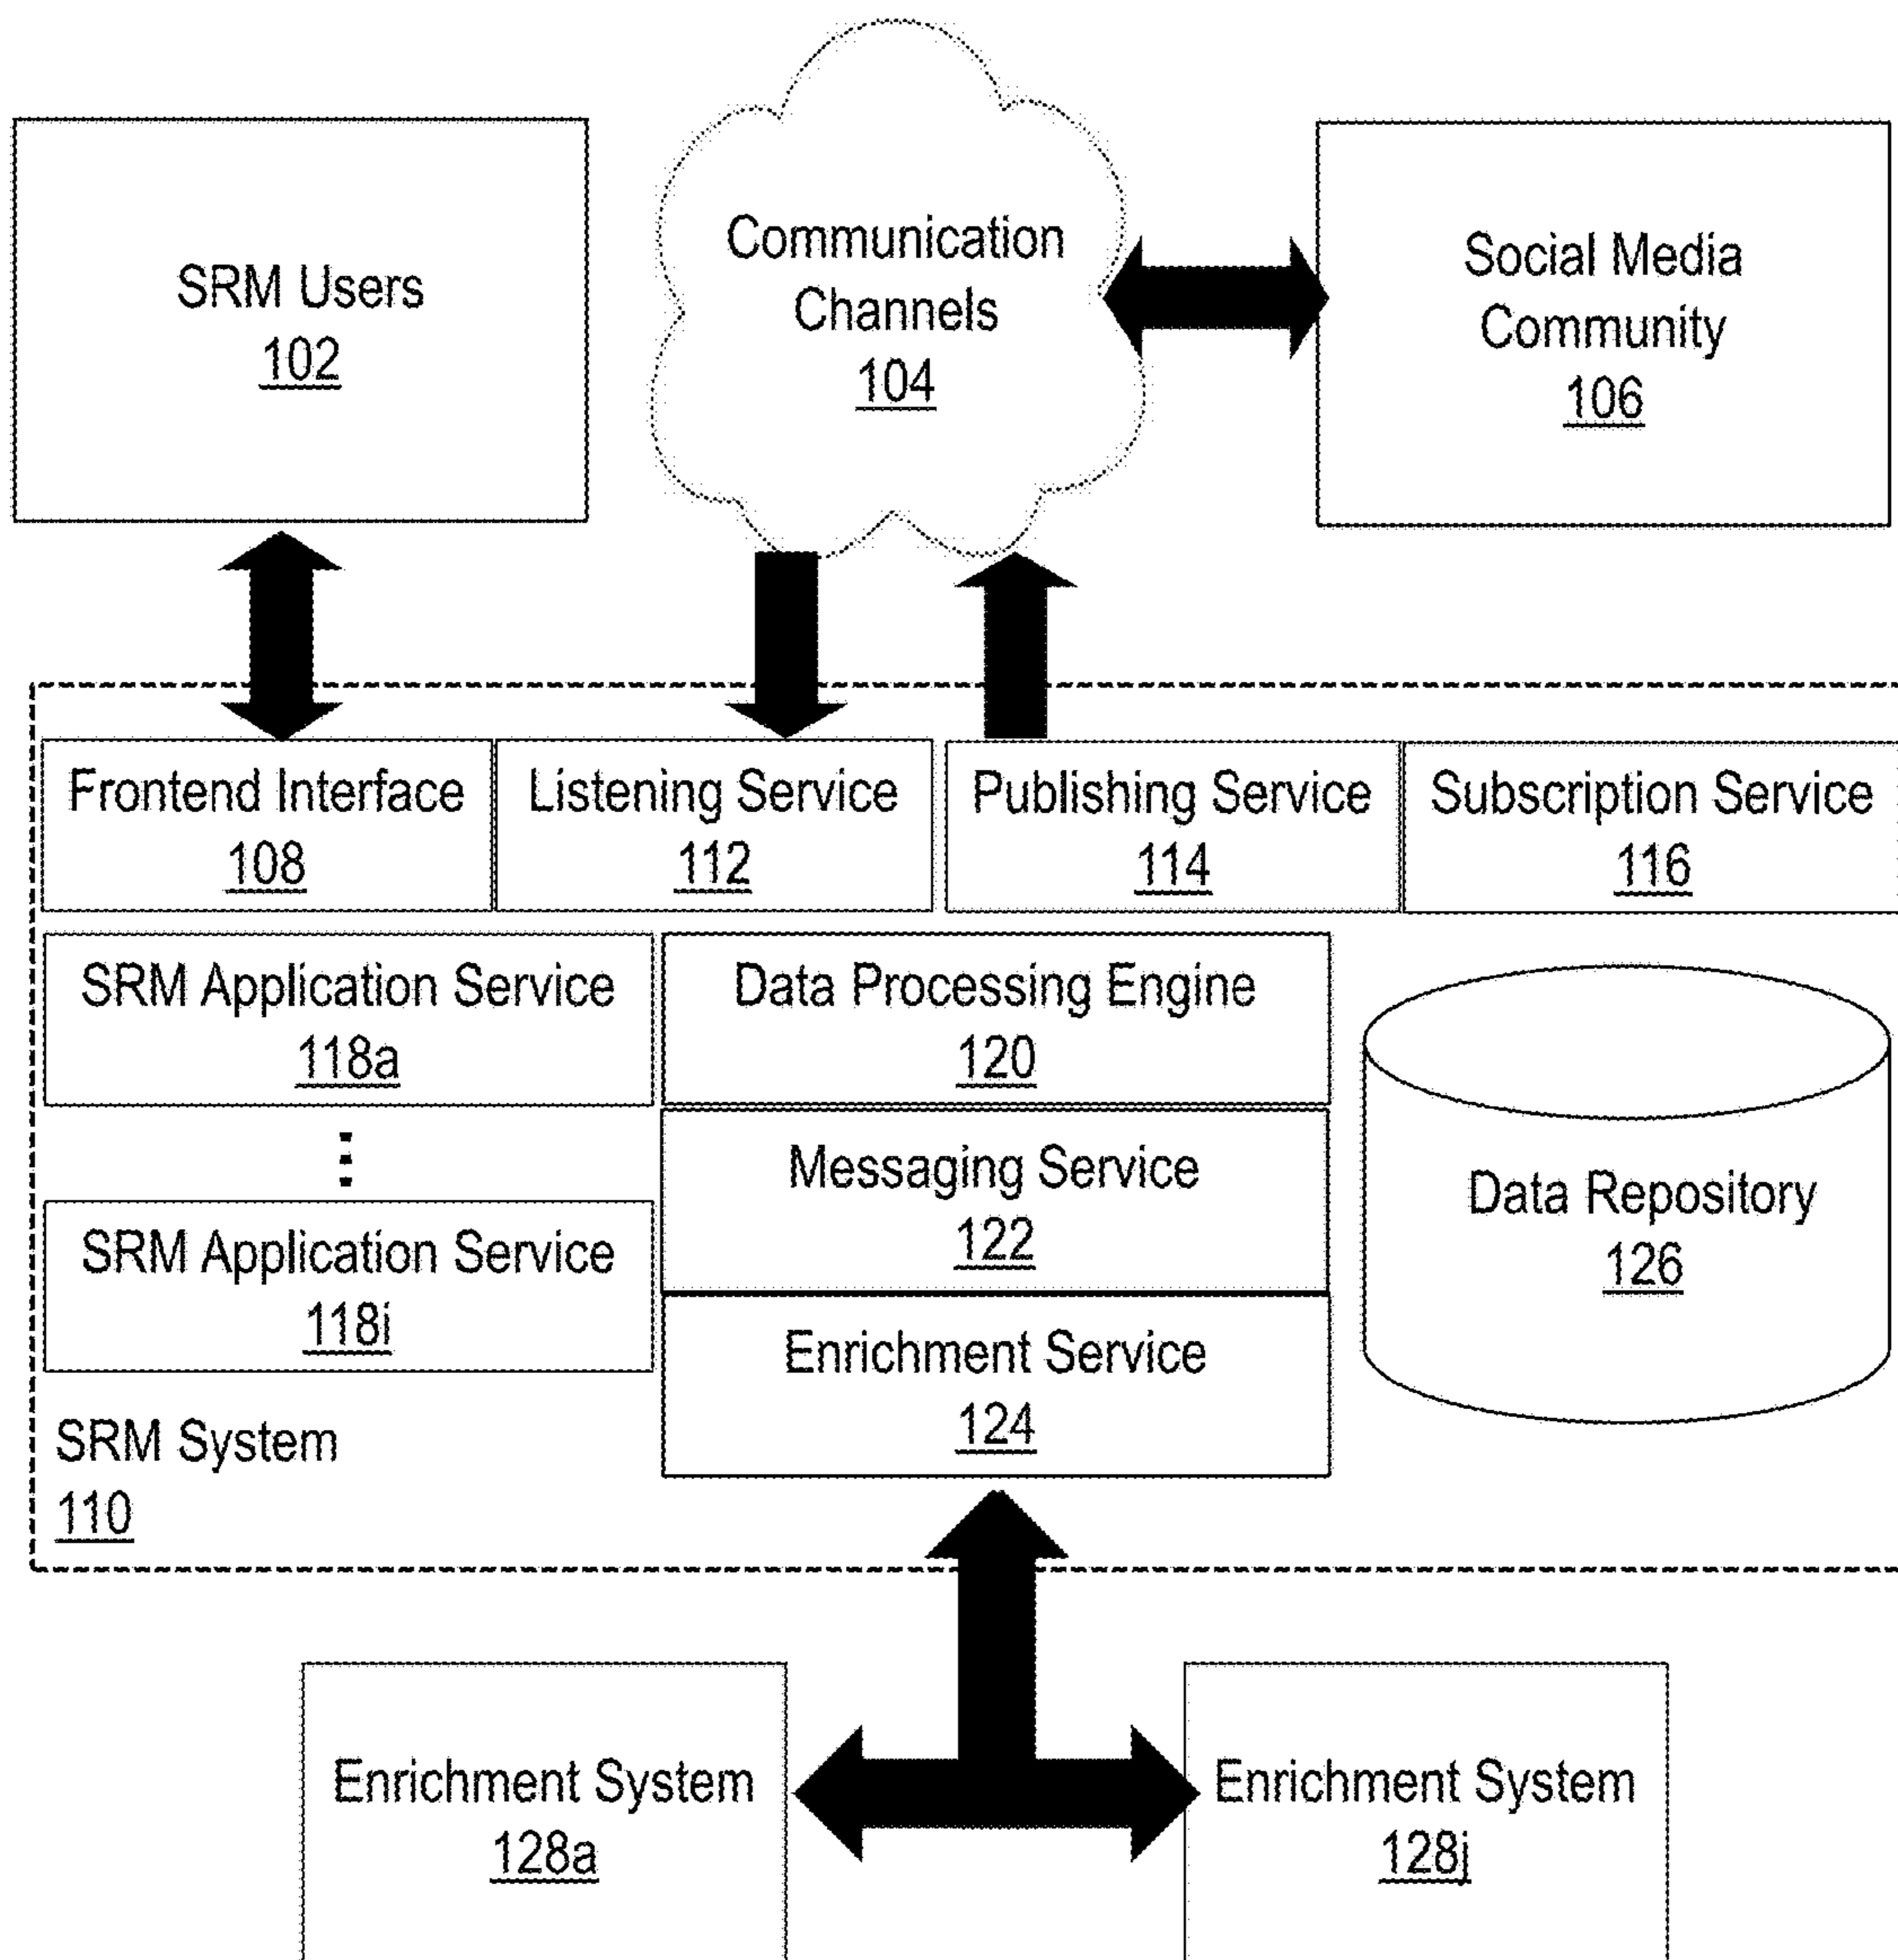 SRM Users
102
Communication
Channels
104
Social Media
Community
106
Frontend Interface
108
Listening Service
112
Publishing Service
114
Subscription Service
116
SRM Application Service
118a
SRM Application Service
118i
SRM System
110
Data Processing Engine
120
Messaging Service
122
Enrichment Service
124
Data Repository
126
Enrichment System
128a
Enrichment System
128j